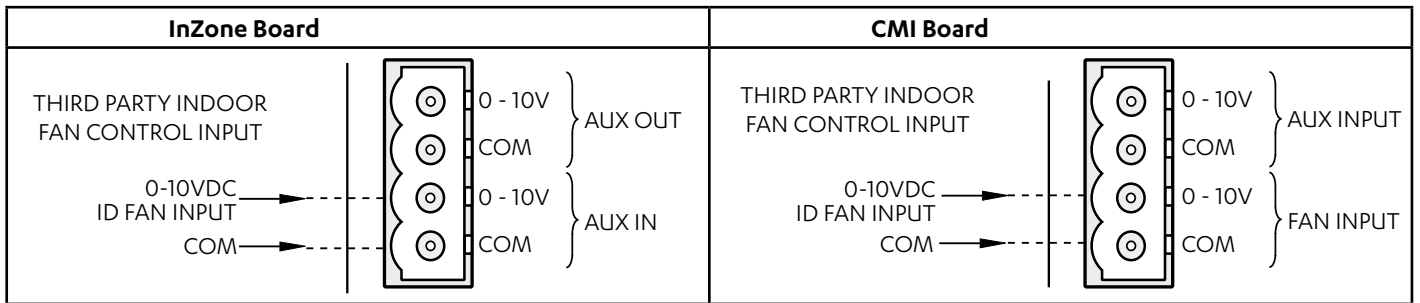 InZone Board
THIRD PARTY INDOOR
FAN CONTROL INPUT
0-10VDC
ID FAN INPUT
COM
0 - 10V
COM
0 - 10V
COM
AUX OUT
AUX IN
CMI Board
THIRD PARTY INDOOR
FAN CONTROL INPUT
0-10VDC
ID FAN INPUT
COM
0 - 10V
COM
0 - 10V
COM
AUX INPUT
FAN INPUT